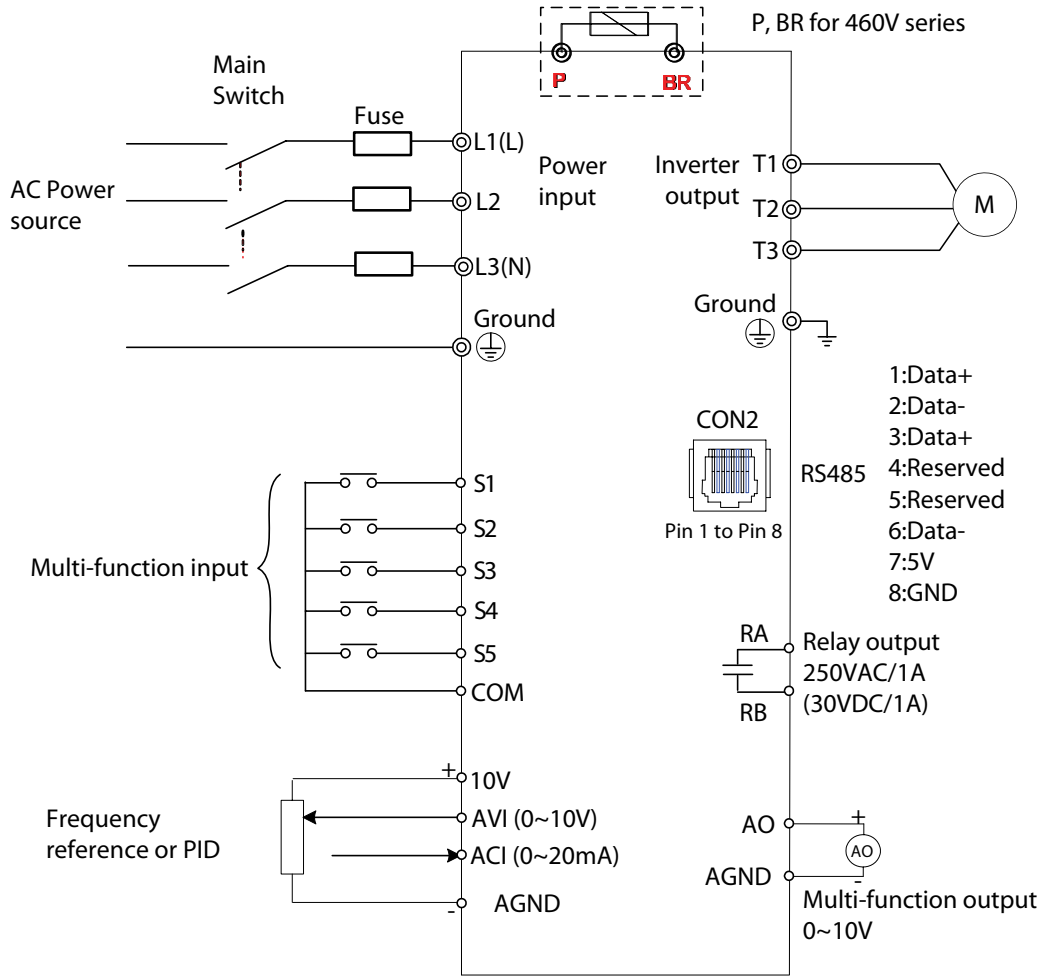 P, BR for 460V series
P
BR
Main
Switch
Fuse
AC Power
source
L1(L)
L2
L3(N)
Power
input
Inverter
output
T1
T2
T3
M
Ground
Ground
CON2
Pin 1 to Pin 8
RS485
1:Data+
2:Data-
3:Data+
4:Reserved
5:Reserved
6:Data-
7:5V
8:GND
Multi-function input
S1
S2
S3
S4
S5
COM
RA
RB
Relay output
250VAC/1A
(30VDC/1A)
Frequency
reference or PID
+
10V
AVI (0~10V)
ACI (0~20mA)
-
AGND
AO
AGND
+
AO
-
Multi-function output
0~10V